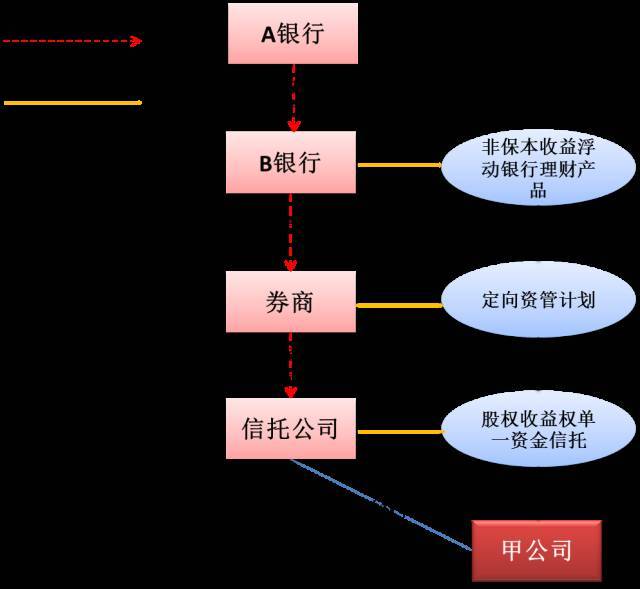 A银行
B银行
非保本收益浮
动银行理财产
品
券商
定向资管计划
信托公司
股权收益权单
一资金信托
甲公司